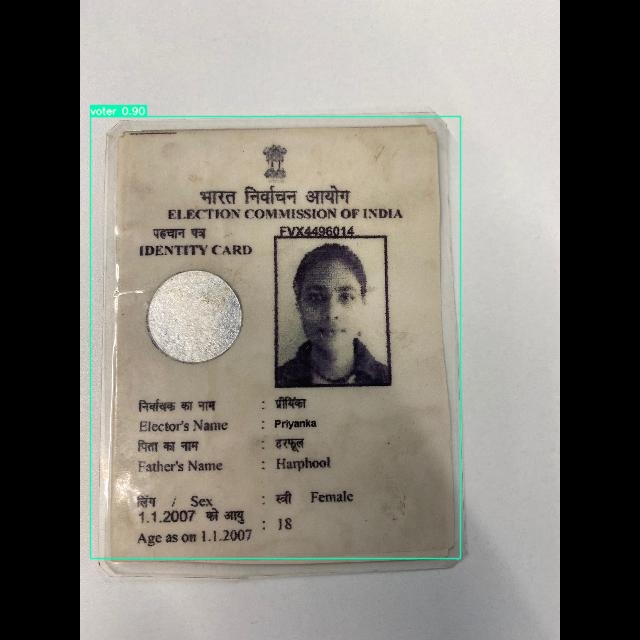 voter 0.90
भारत निर्वाचन आयोग
ELECTION COMMISSION OF INDIA
पहचान पत्र
FVX4496014
IDENTITY CARD
निर्वाचक का नाम : प्रीयिंका
Elector's Name : Priyanka
पिता का नाम : हरफूल
Father's Name : Harphool
लिंग / Sex : स्त्री Female
1.1.2007 को आयु : 18
Age as on 1.1.2007